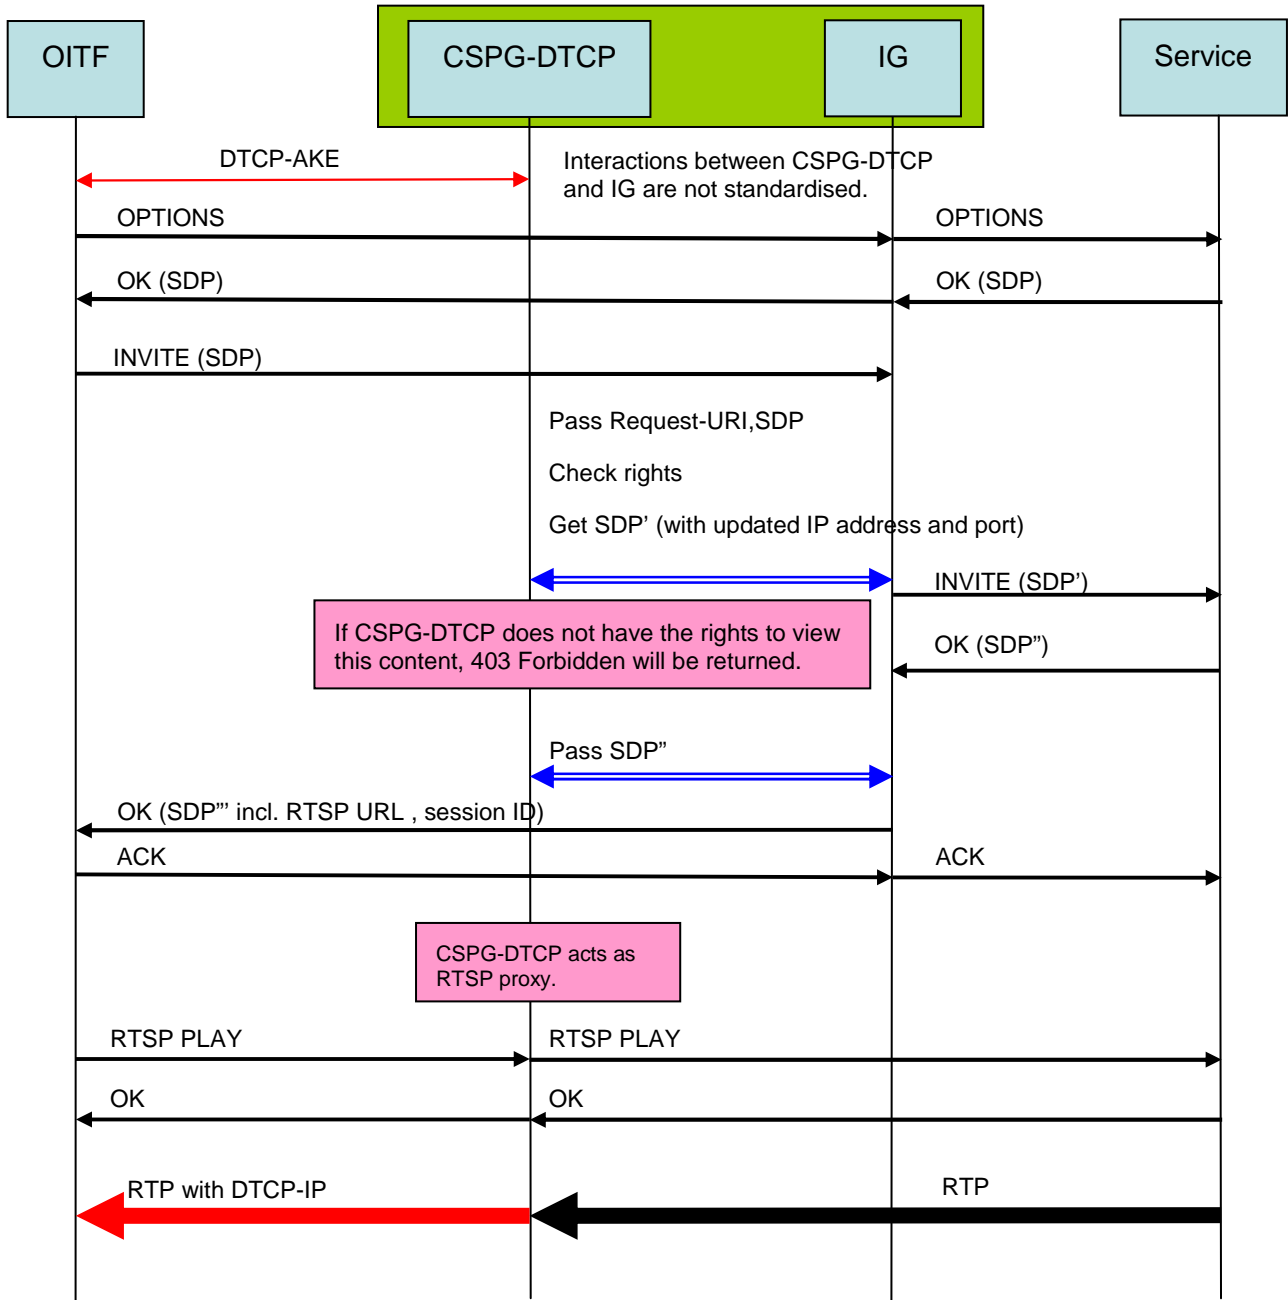 OITF
CSPG-DTCP
IG
Service
DTCP-AKE
Interactions between CSPG-DTCP
and IG are not standardised.
OPTIONS
OPTIONS
OK (SDP)
OK (SDP)
INVITE (SDP)
Pass Request-URI,SDP
Check rights
Get SDP’ (with updated IP address and port)
INVITE (SDP’)
If CSPG-DTCP does not have the rights to view
this content, 403 Forbidden will be returned.
OK (SDP”)
Pass SDP”
OK (SDP”’ incl. RTSP URL , session ID)
ACK
ACK
CSPG-DTCP acts as
RTSP proxy.
RTSP PLAY
RTSP PLAY
OK
OK
RTP with DTCP-IP
RTP